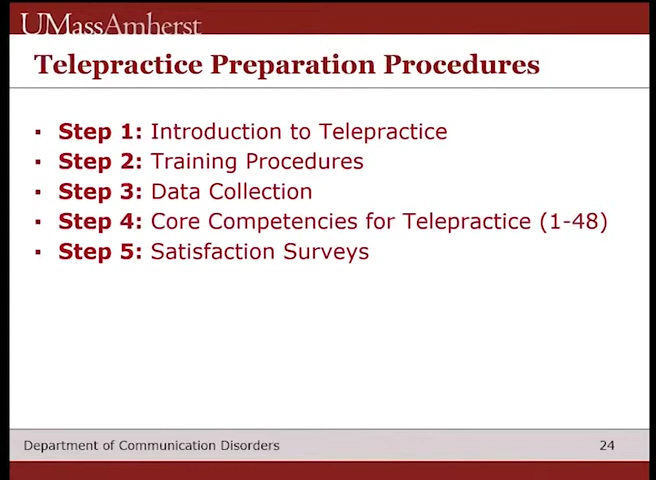 UMassAmherst
Telepractice Preparation Procedures
▪ Step 1: Introduction to Telepractice
▪ Step 2: Training Procedures
▪ Step 3: Data Collection
▪ Step 4: Core Competencies for Telepractice (1-48)
▪ Step 5: Satisfaction Surveys
Department of Communication Disorders 24